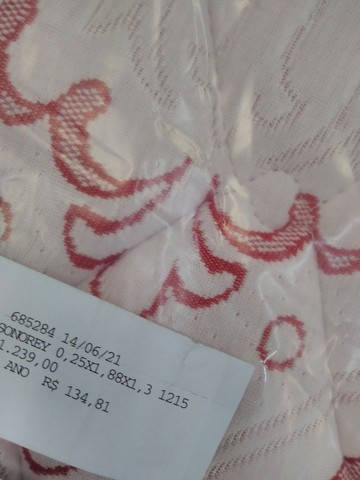 685284 14/06/21
SONOREY 0,25X1,88X1,3 1215
1.239,00
ANO R$ 134,81